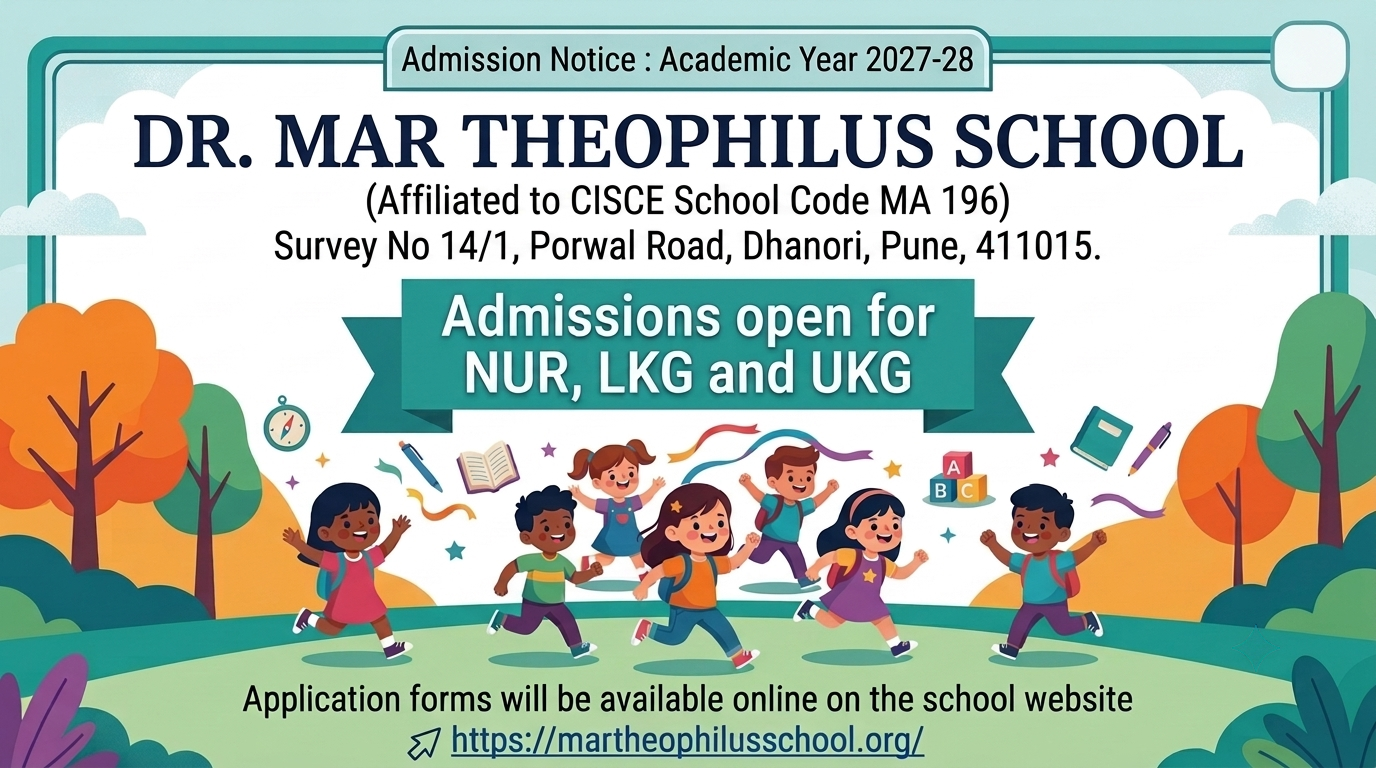 Admission Notice : Academic Year 2027-28
DR. MAR THEOPHILUS SCHOOL
(Affiliated to CISCE School Code MA 196)
Survey No 14/1, Porwal Road, Dhanori, Pune, 411015.
Admissions open for
NUR, LKG and UKG
A
B C
Application forms will be available online on the school website
https://martheophilusschool.org/